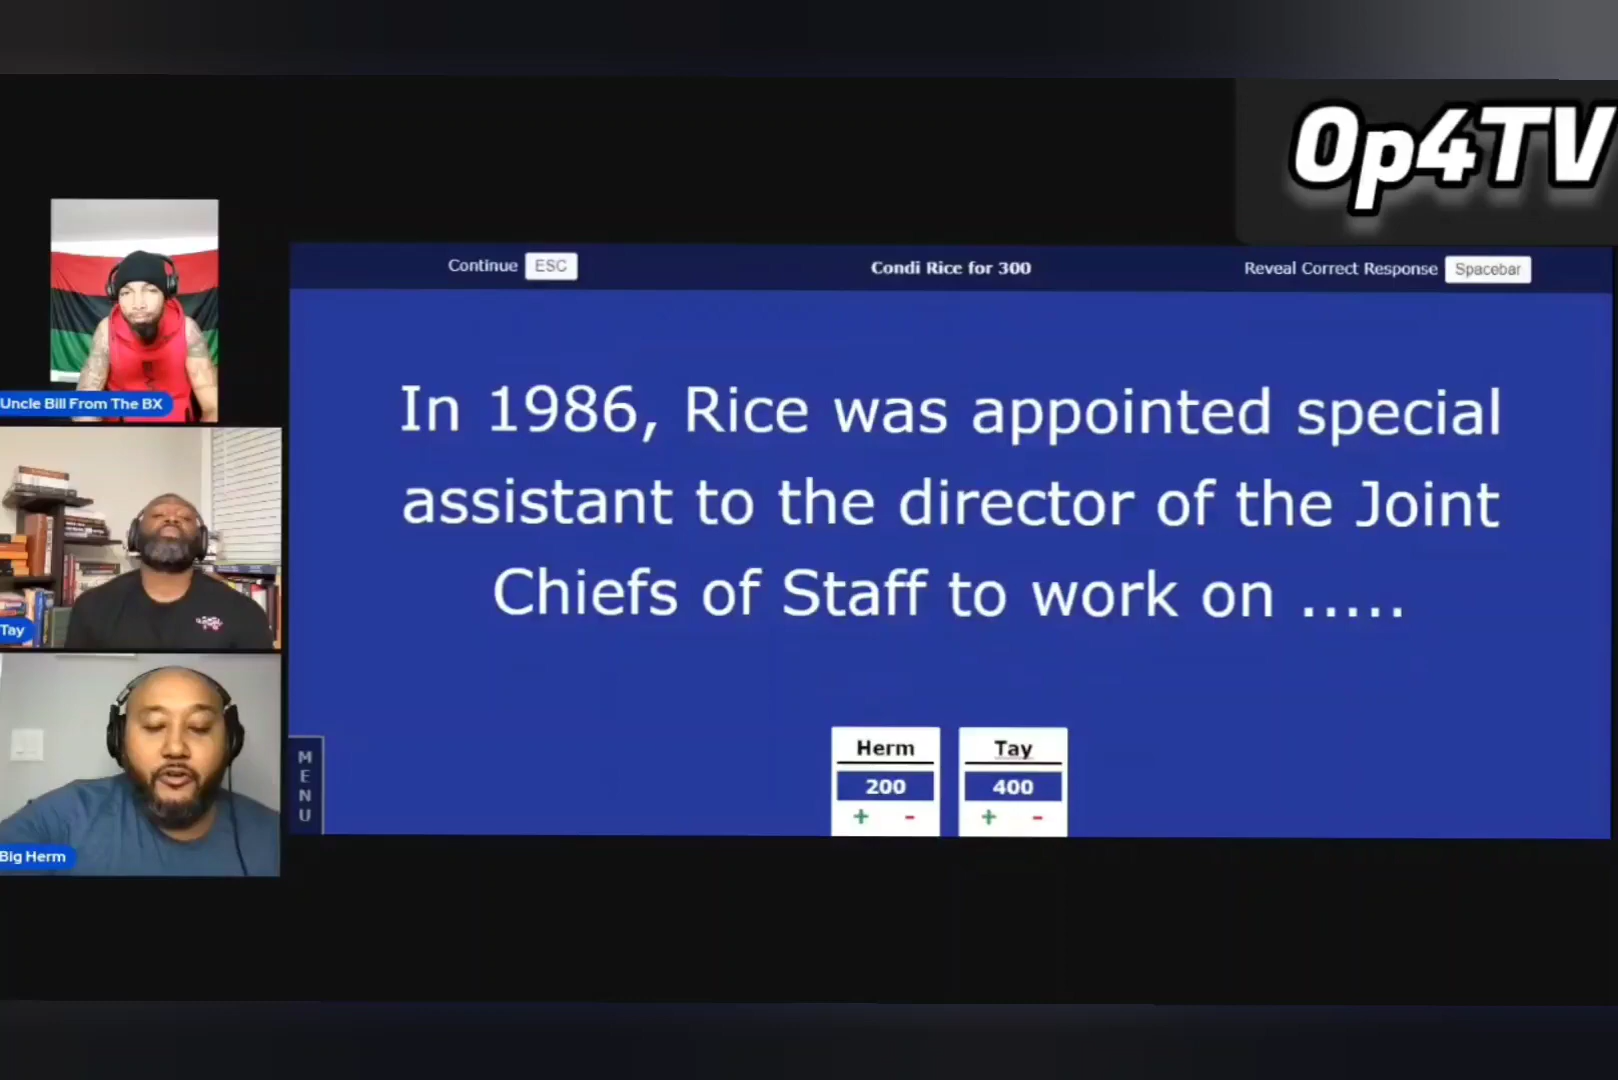 Op4TV
Continue ESC
Condi Rice for 300
Reveal Correct Response Spacebar
In 1986, Rice was appointed special
assistant to the director of the Joint
Chiefs of Staff to work on .....
Uncle Bill From The BX
Tay
Big Herm
MENU
Herm
200
+ -
Tay
400
+ -